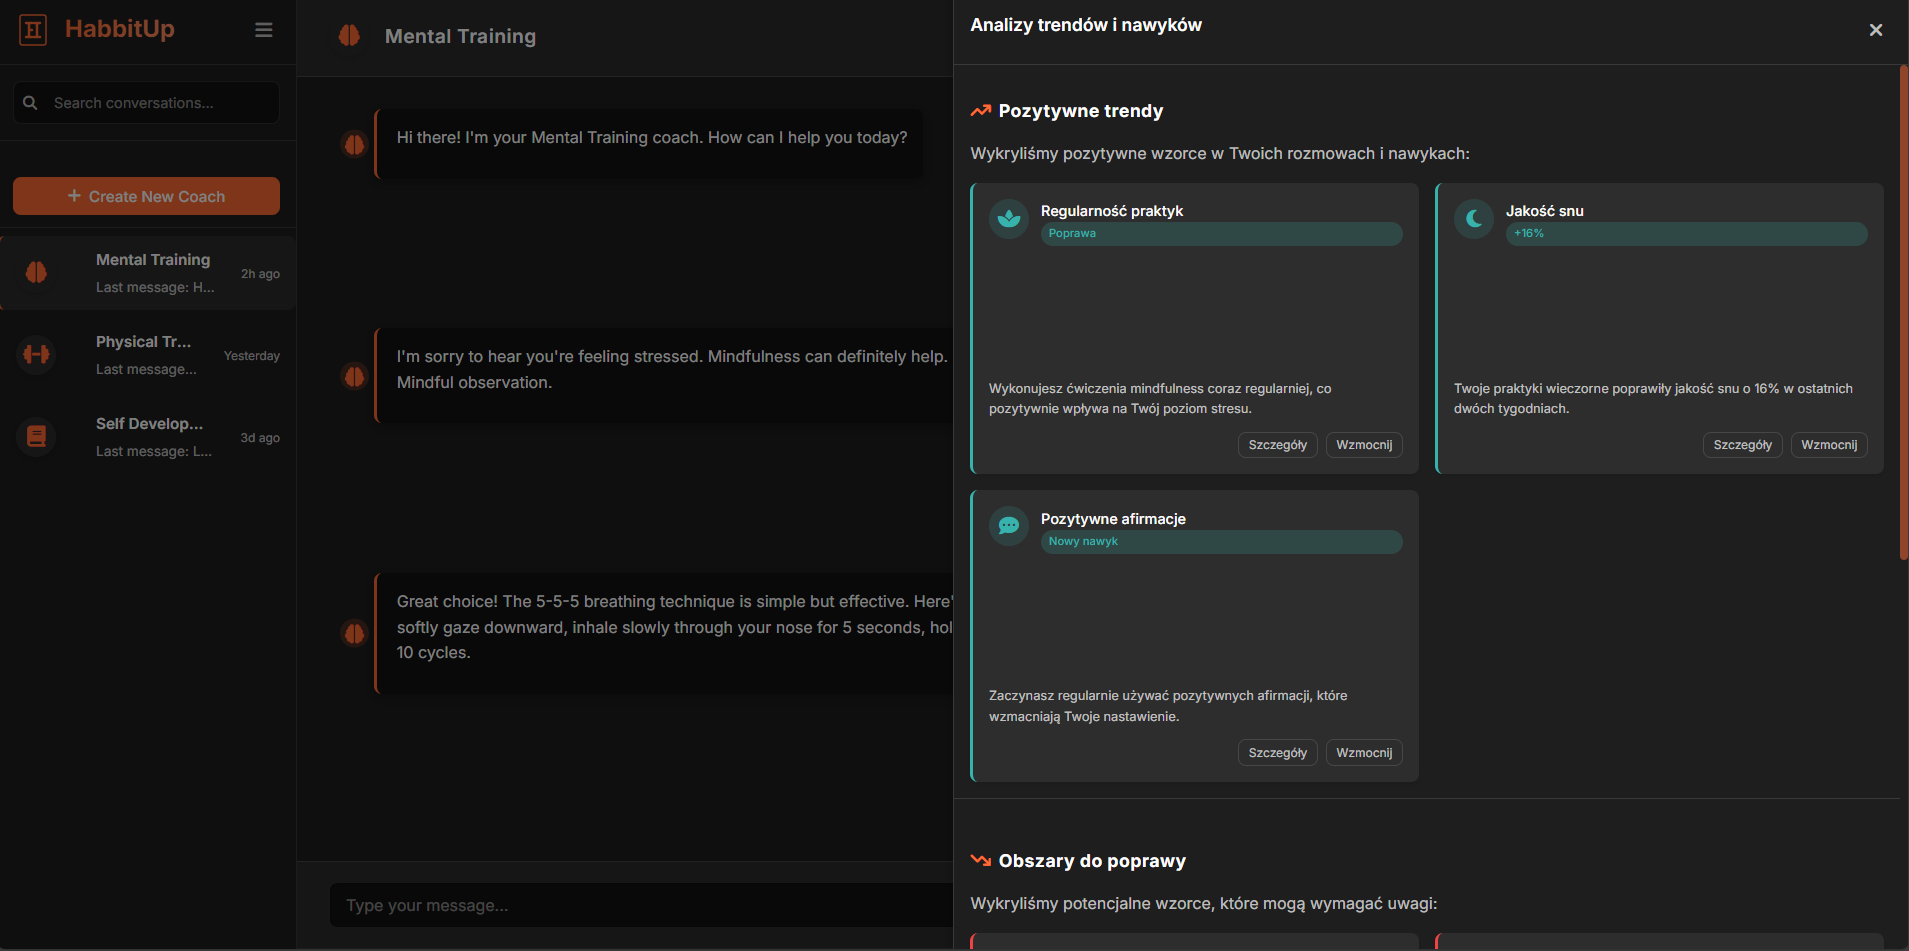 HabbitUp
Search conversations...
+ Create New Coach
Mental Training
2h ago
Last message: H...
Physical Tr...
Yesterday
Last message...
Self Develop...
3d ago
Last message: L...
Mental Training
Hi there! I'm your Mental Training coach. How can I help you today?
I'm sorry to hear you're feeling stressed. Mindfulness can definitely help.
Mindful observation.
Great choice! The 5-5-5 breathing technique is simple but effective. Here'
softly gaze downward, inhale slowly through your nose for 5 seconds, hol
10 cycles.
Type your message...
Analizy trendów i nawyków
Pozytywne trendy
Wykryliśmy pozytywne wzorce w Twoich rozmowach i nawykach:
Regularność praktyk
Poprawa
Wykonujesz ćwiczenia mindfulness coraz regularniej, co
pozytywnie wpływa na Twój poziom stresu.
Szczegóły Wzmocnij
Jakość snu
+16%
Twoje praktyki wieczorne poprawiły jakość snu o 16% w ostatnich
dwóch tygodniach.
Szczegóły Wzmocnij
Pozytywne afirmacje
Nowy nawyk
Zaczynasz regularnie używać pozytywnych afirmacji, które
wzmacniają Twoje nastawienie.
Szczegóły Wzmocnij
Obszary do poprawy
Wykryliśmy potencjalne wzorce, które mogą wymagać uwagi: